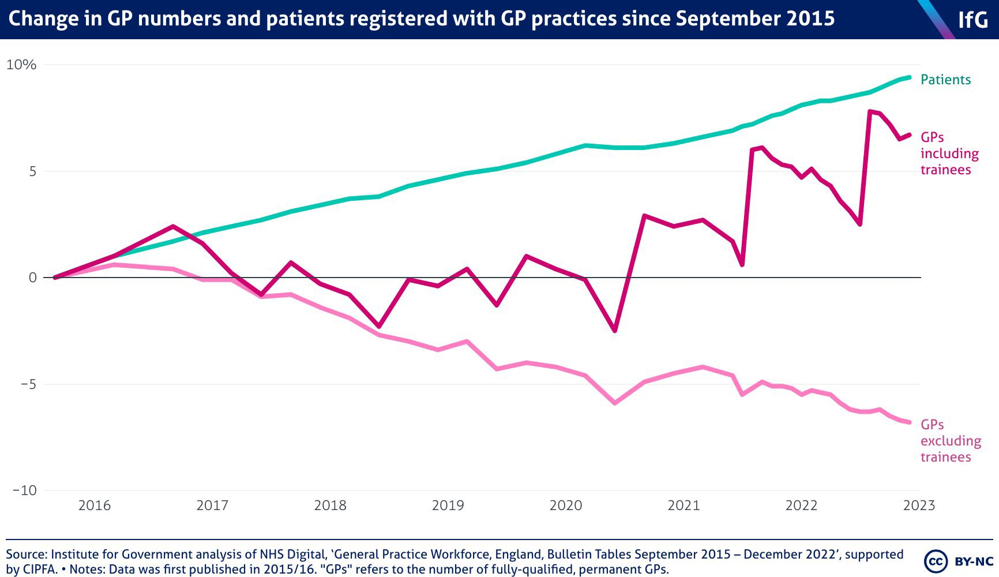 Change in GP numbers and patients registered with GP practices since September 2015
IfG
10%
5
0
−5
−10
Patients
GPs
including
trainees
GPs
excluding
trainees
2016
2017
2018
2019
2020
2021
2022
2023
Source: Institute for Government analysis of NHS Digital, ‘General Practice Workforce, England, Bulletin Tables September 2015 – December 2022’, supported
by CIPFA. • Notes: Data was first published in 2015/16. "GPs" refers to the number of fully-qualified, permanent GPs.
cc BY-NC